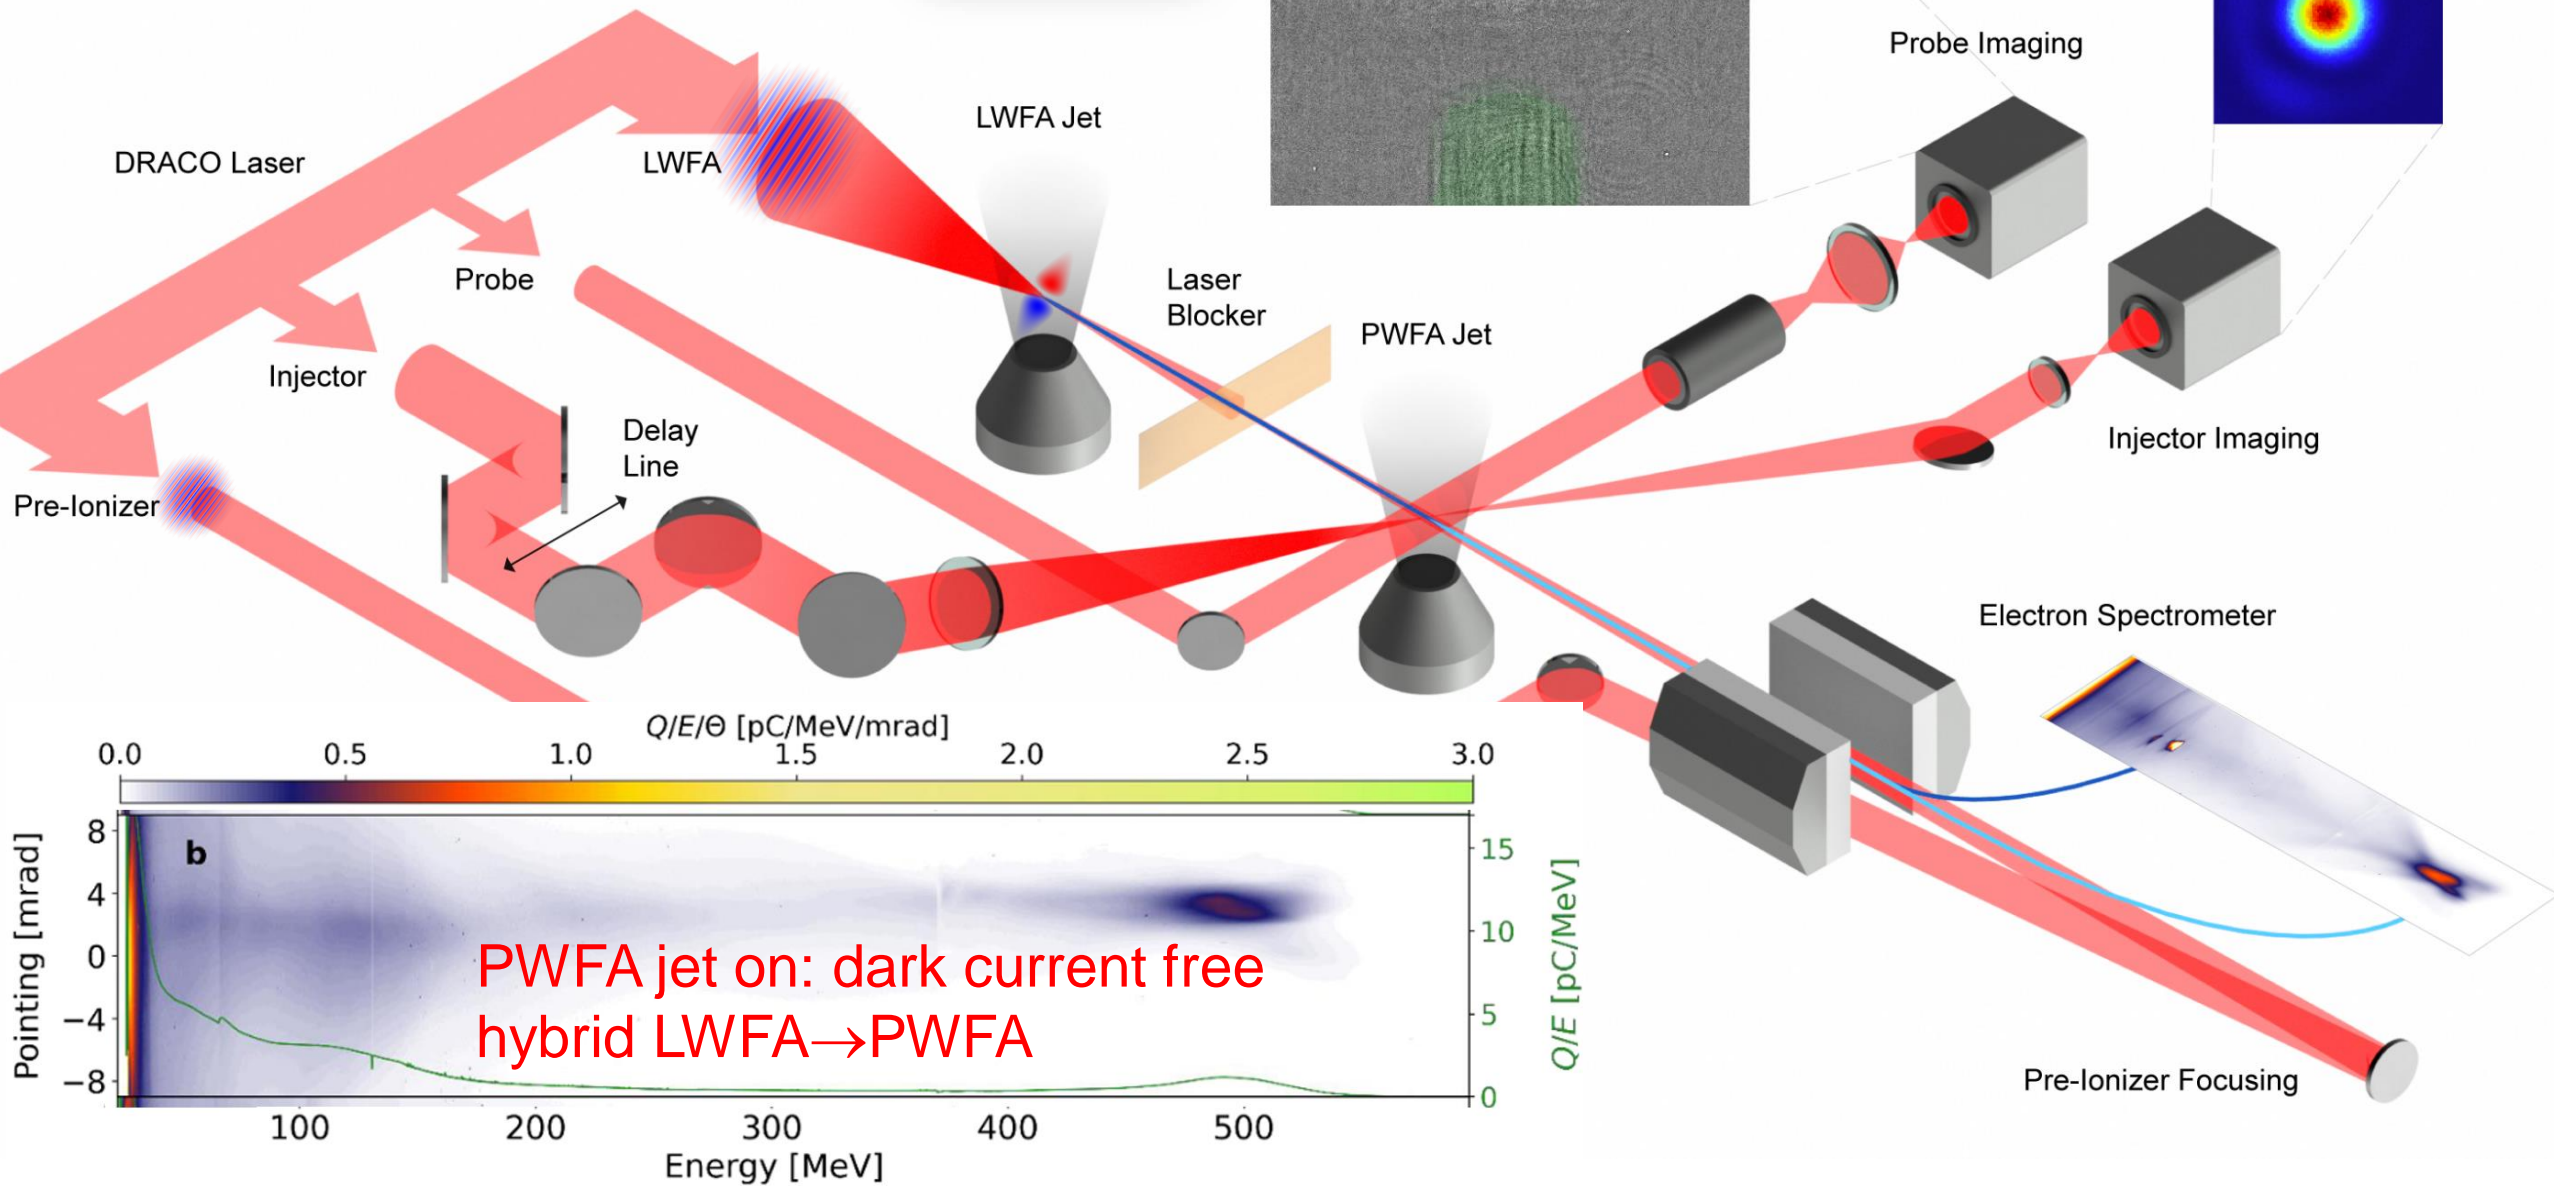 Probe Imaging
LWFA Jet
DRACO Laser
LWFA
Probe
Laser
Blocker
PWFA Jet
Injector
Delay
Line
Injector Imaging
Pre-Ionizer
Electron Spectrometer
Q/E/Θ [pC/MeV/mrad]
0.0 0.5 1.0 1.5 2.0 2.5 3.0
b
Pointing [mrad]
8
4
0
−4
−8
15
10
5
0
Q/E [pC/MeV]
PWFA jet on: dark current free
hybrid LWFA→PWFA
100 200 300 400 500
Energy [MeV]
Pre-Ionizer Focusing